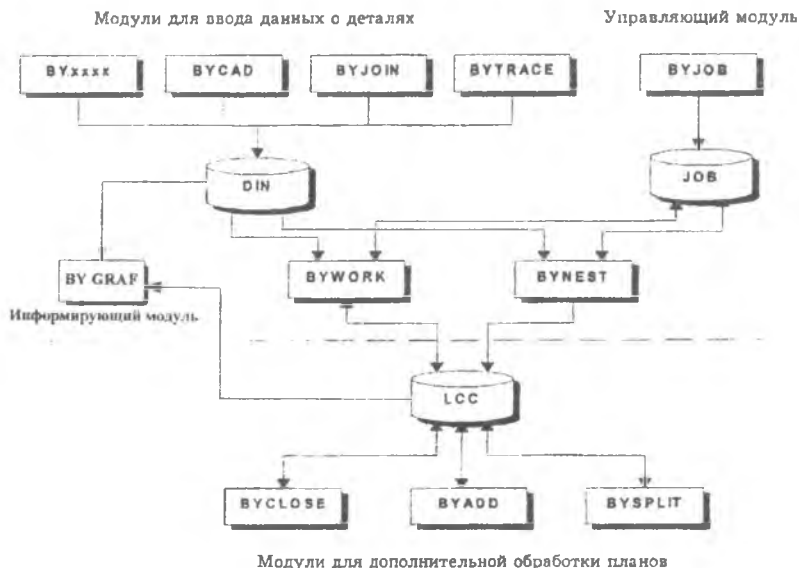 Модули для ввода данных о деталях
Управляющий модуль
BYxxxx
BYCAD
BYJOIN
BYTRACE
BYJOB
DIN
JOB
BY GRAF
BYWORK
BYNEST
Информирующий модуль
LCC
BYCLOSE
BYADD
BYSPLIT
Модули для дополнительной обработки планов